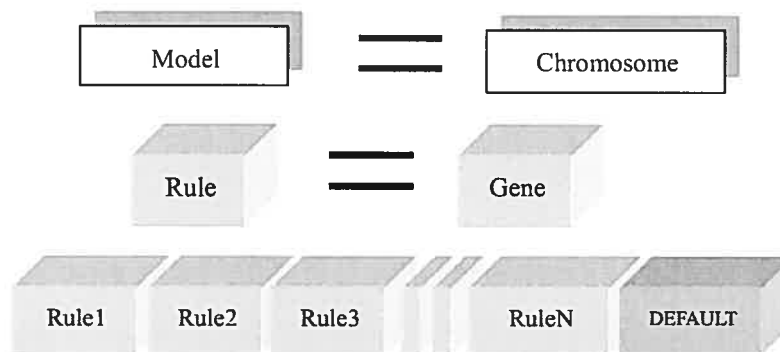 Model = Chromosome
Rule = Gene
Rule1 Rule2 Rule3 RuleN DEFAULT